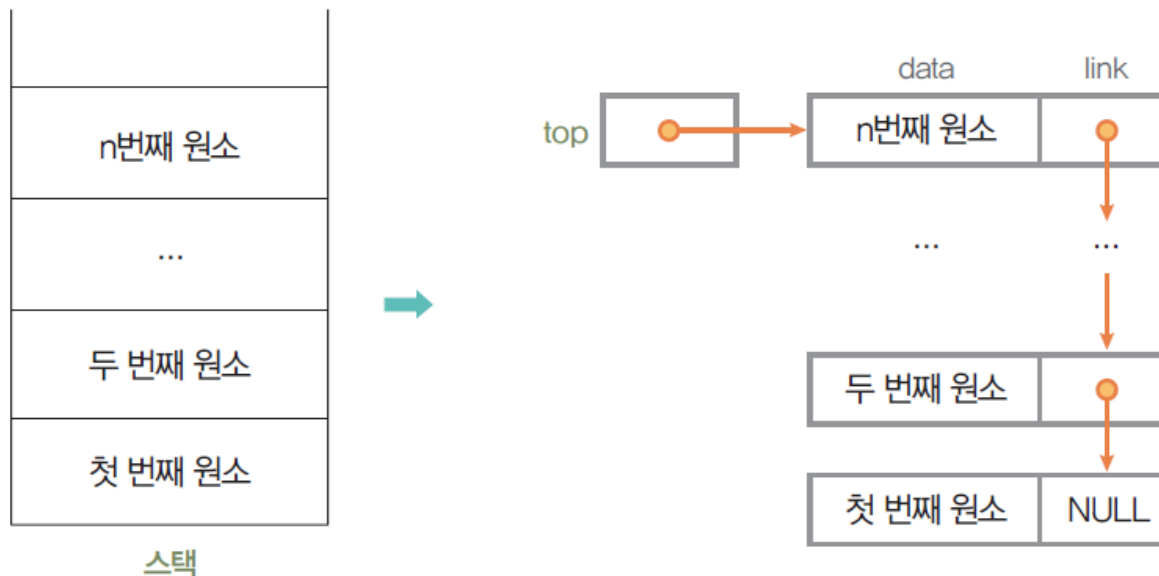 n번째 원소
...
두 번째 원소
첫 번째 원소
스택
data link
top n번째 원소
... ...
두 번째 원소
첫 번째 원소 NULL